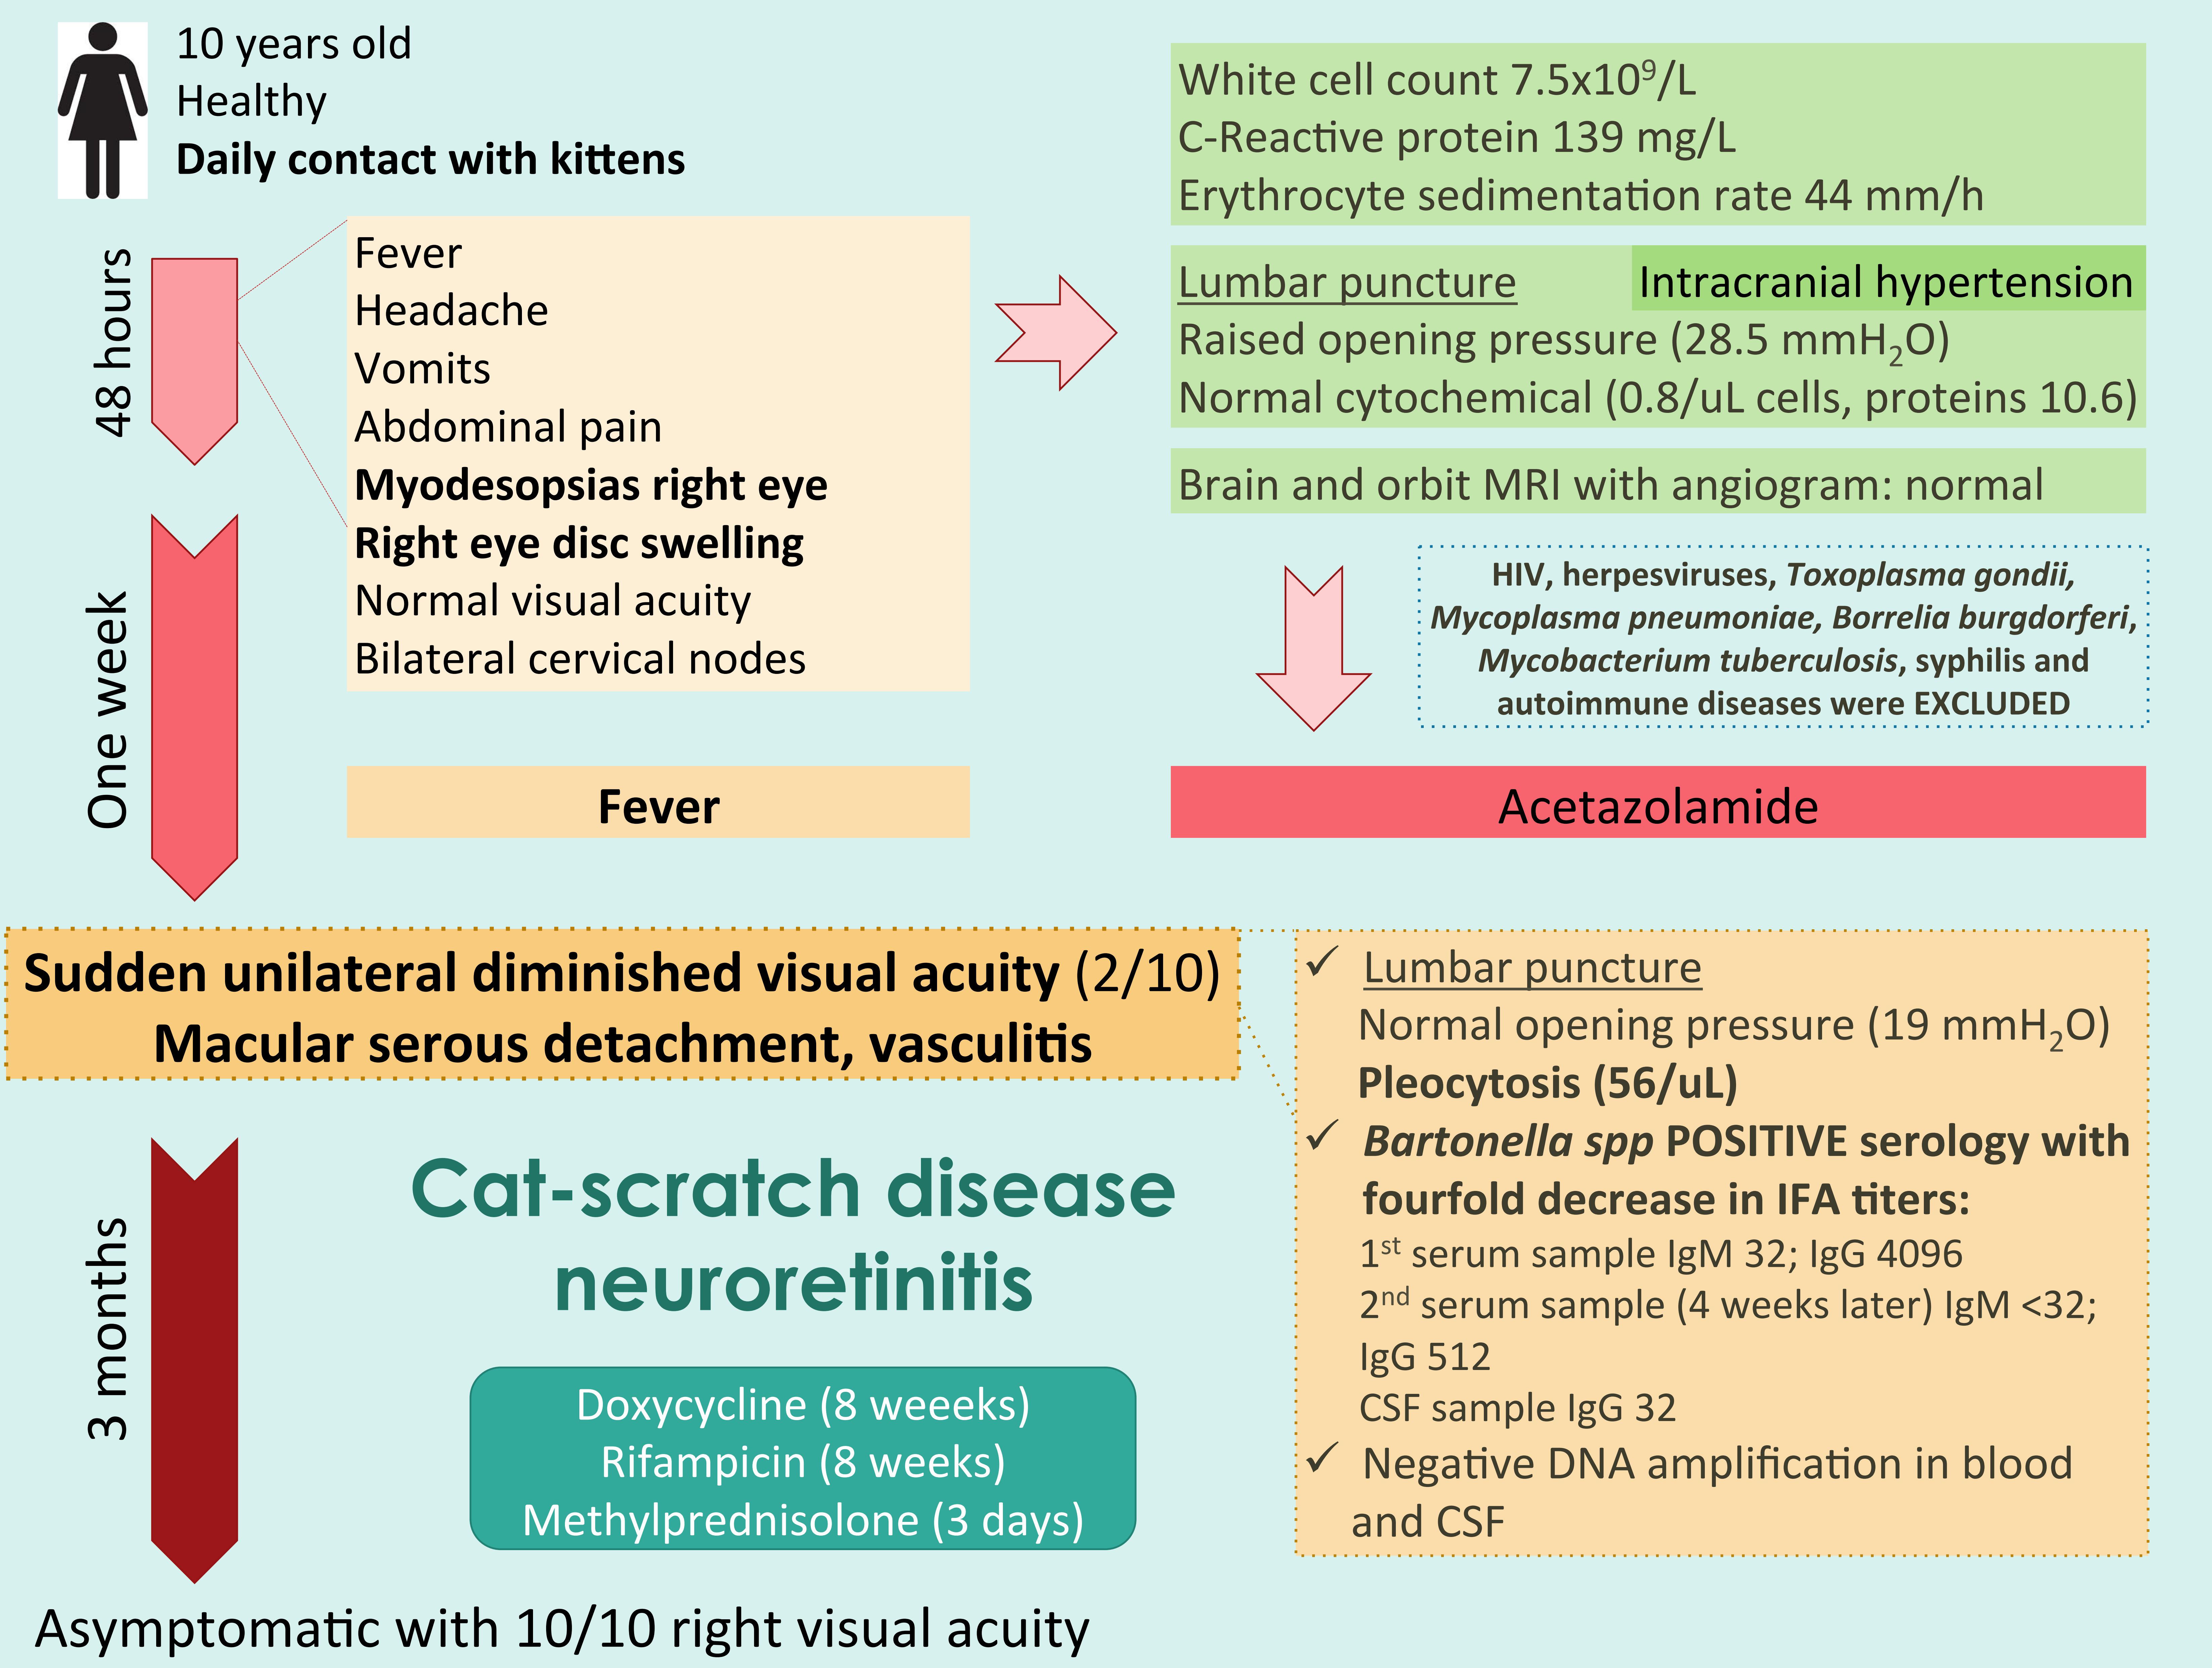 10 years old
Healthy
Daily contact with kittens
48 hours
Fever
Headache
Vomits
Abdominal pain
Myodesopsias right eye
Right eye disc swelling
Normal visual acuity
Bilateral cervical nodes
White cell count 7.5x10⁹/L
C-Reactive protein 139 mg/L
Erythrocyte sedimentation rate 44 mm/h
Lumbar puncture
Intracranial hypertension
Raised opening pressure (28.5 mmH₂O)
Normal cytochemical (0.8/uL cells, proteins 10.6)
Brain and orbit MRI with angiogram: normal
HIV, herpesviruses, Toxoplasma gondii,
Mycoplasma pneumoniae, Borrelia burgdorferi,
Mycobacterium tuberculosis, syphilis and
autoimmune diseases were EXCLUDED
One week
Fever
Acetazolamide
Sudden unilateral diminished visual acuity (2/10)
Macular serous detachment, vasculitis
✓ Lumbar puncture
Normal opening pressure (19 mmH₂O)
Pleocytosis (56/uL)
✓ Bartonella spp POSITIVE serology with
fourfold decrease in IFA titers:
1st serum sample IgM 32; IgG 4096
2nd serum sample (4 weeks later) IgM <32;
IgG 512
CSF sample IgG 32
✓ Negative DNA amplification in blood
and CSF
3 months
Cat-scratch disease
neuroretinitis
Doxycycline (8 weeeks)
Rifampicin (8 weeks)
Methylprednisolone (3 days)
Asymptomatic with 10/10 right visual acuity